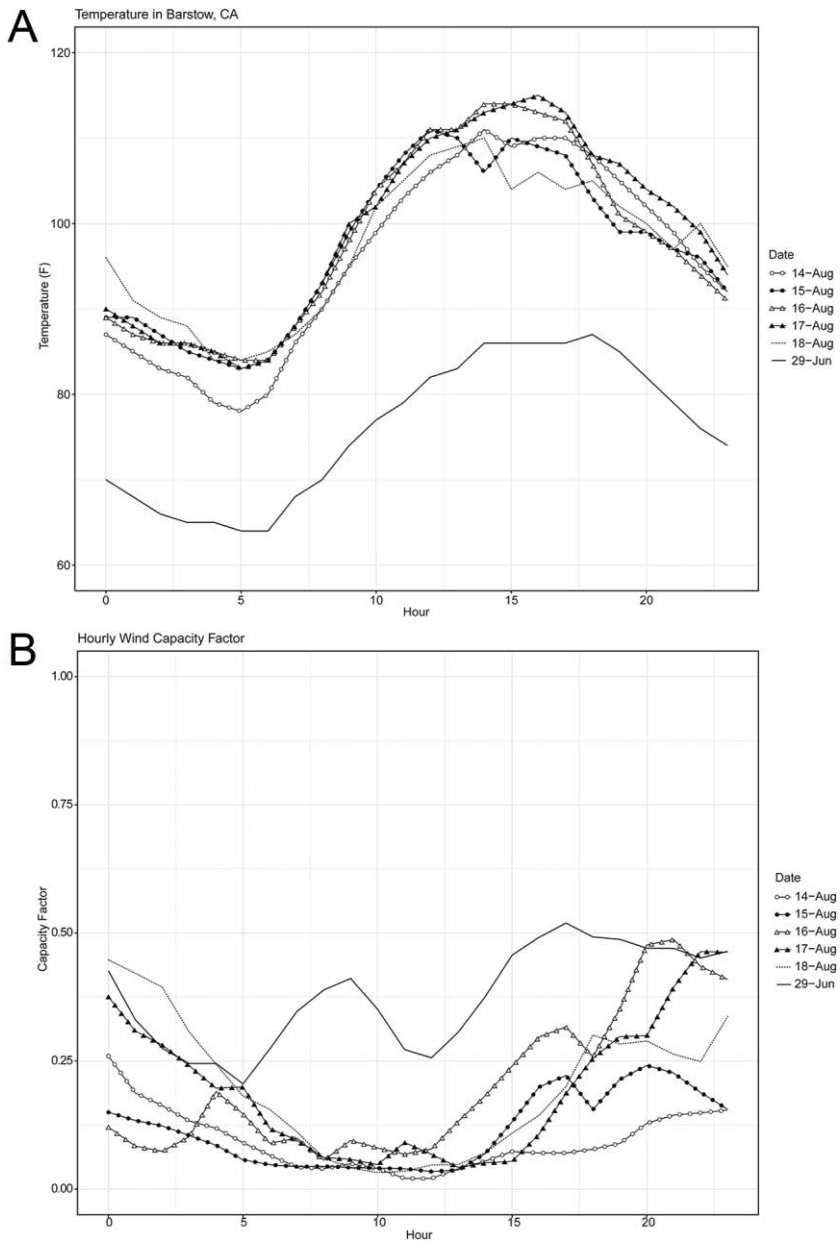 A
Temperature in Barstow, CA
120
100
80
60
Temperature (F)
0 5 10 15 20
Hour
Date
14−Aug
15−Aug
16−Aug
17−Aug
18−Aug
29−Jun
B
Hourly Wind Capacity Factor
1.00
0.75
0.50
0.25
0.00
Capacity Factor
0 5 10 15 20
Hour
Date
14−Aug
15−Aug
16−Aug
17−Aug
18−Aug
29−Jun